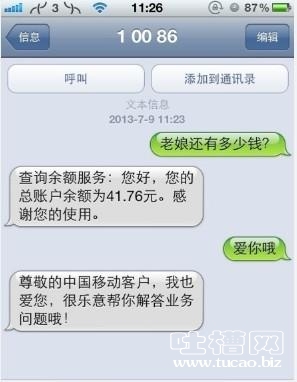 11:26
87%
信息
1 00 86
编辑
呼叫
添加到通讯录
文本信息
2013-7-9 11:23
老娘还有多少钱?
查询余额服务：您好，您的
总账户余额为41.76元。感
谢您的使用。
爱你哦
尊敬的中国移动客户，我也
爱您，很乐意帮你解答业务
问题哦！
吐槽网
www.tucao.biz